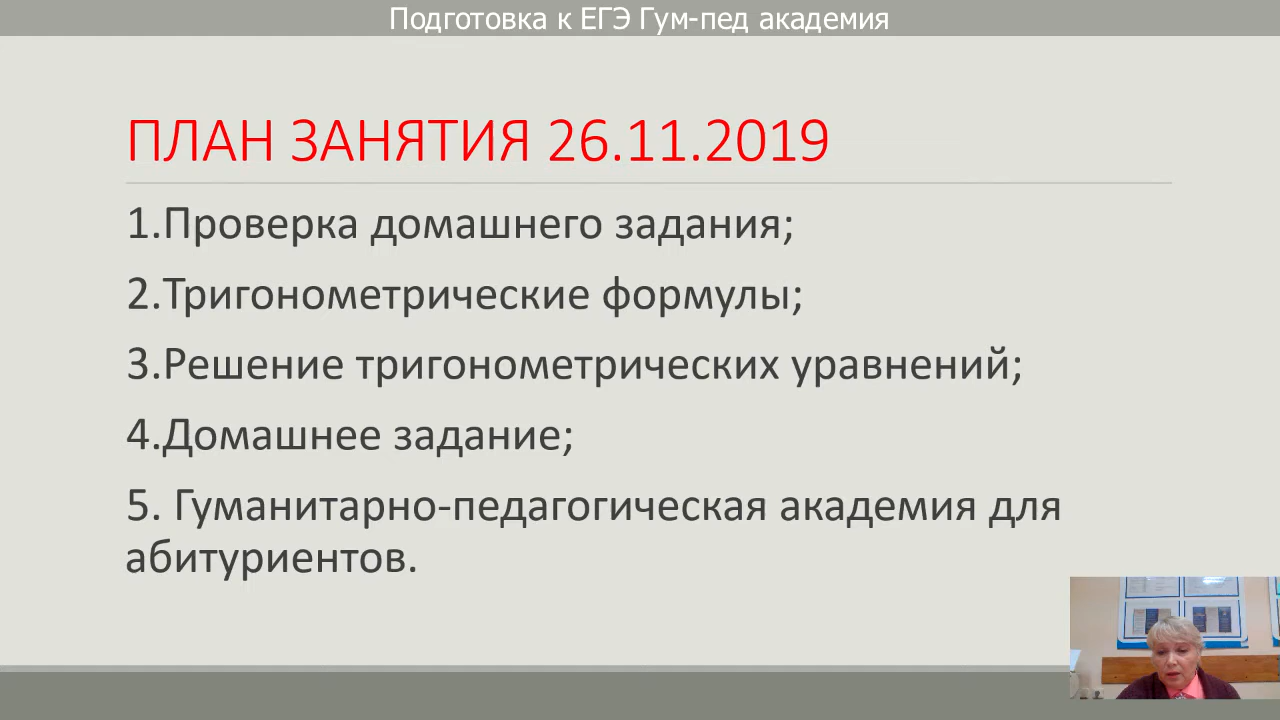 Подготовка к ЕГЭ Гум-пед академия
ПЛАН ЗАНЯТИЯ 26.11.2019
1.Проверка домашнего задания;
2.Тригонометрические формулы;
3.Решение тригонометрических уравнений;
4.Домашнее задание;
5. Гуманитарно-педагогическая академия для
абитуриентов.